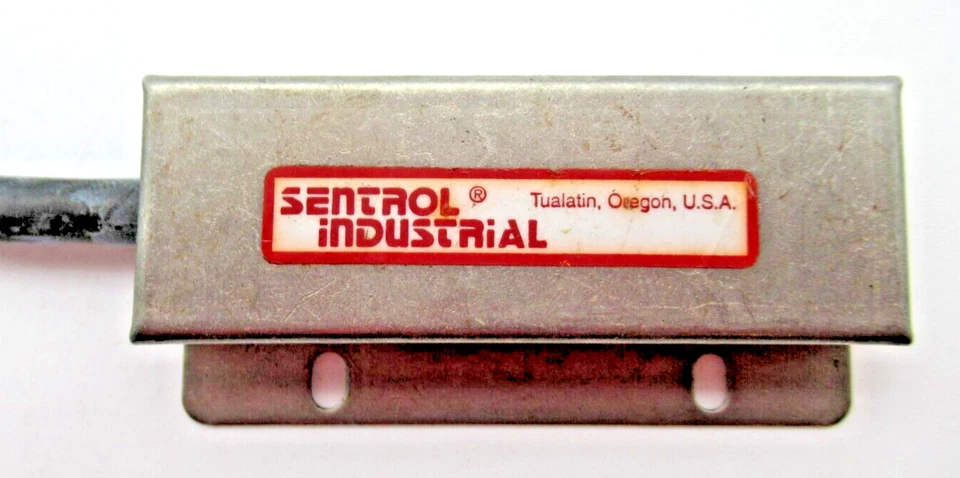 SENTROL ® Tualatin, Oregon, U.S.A.
INDUSTRIAL